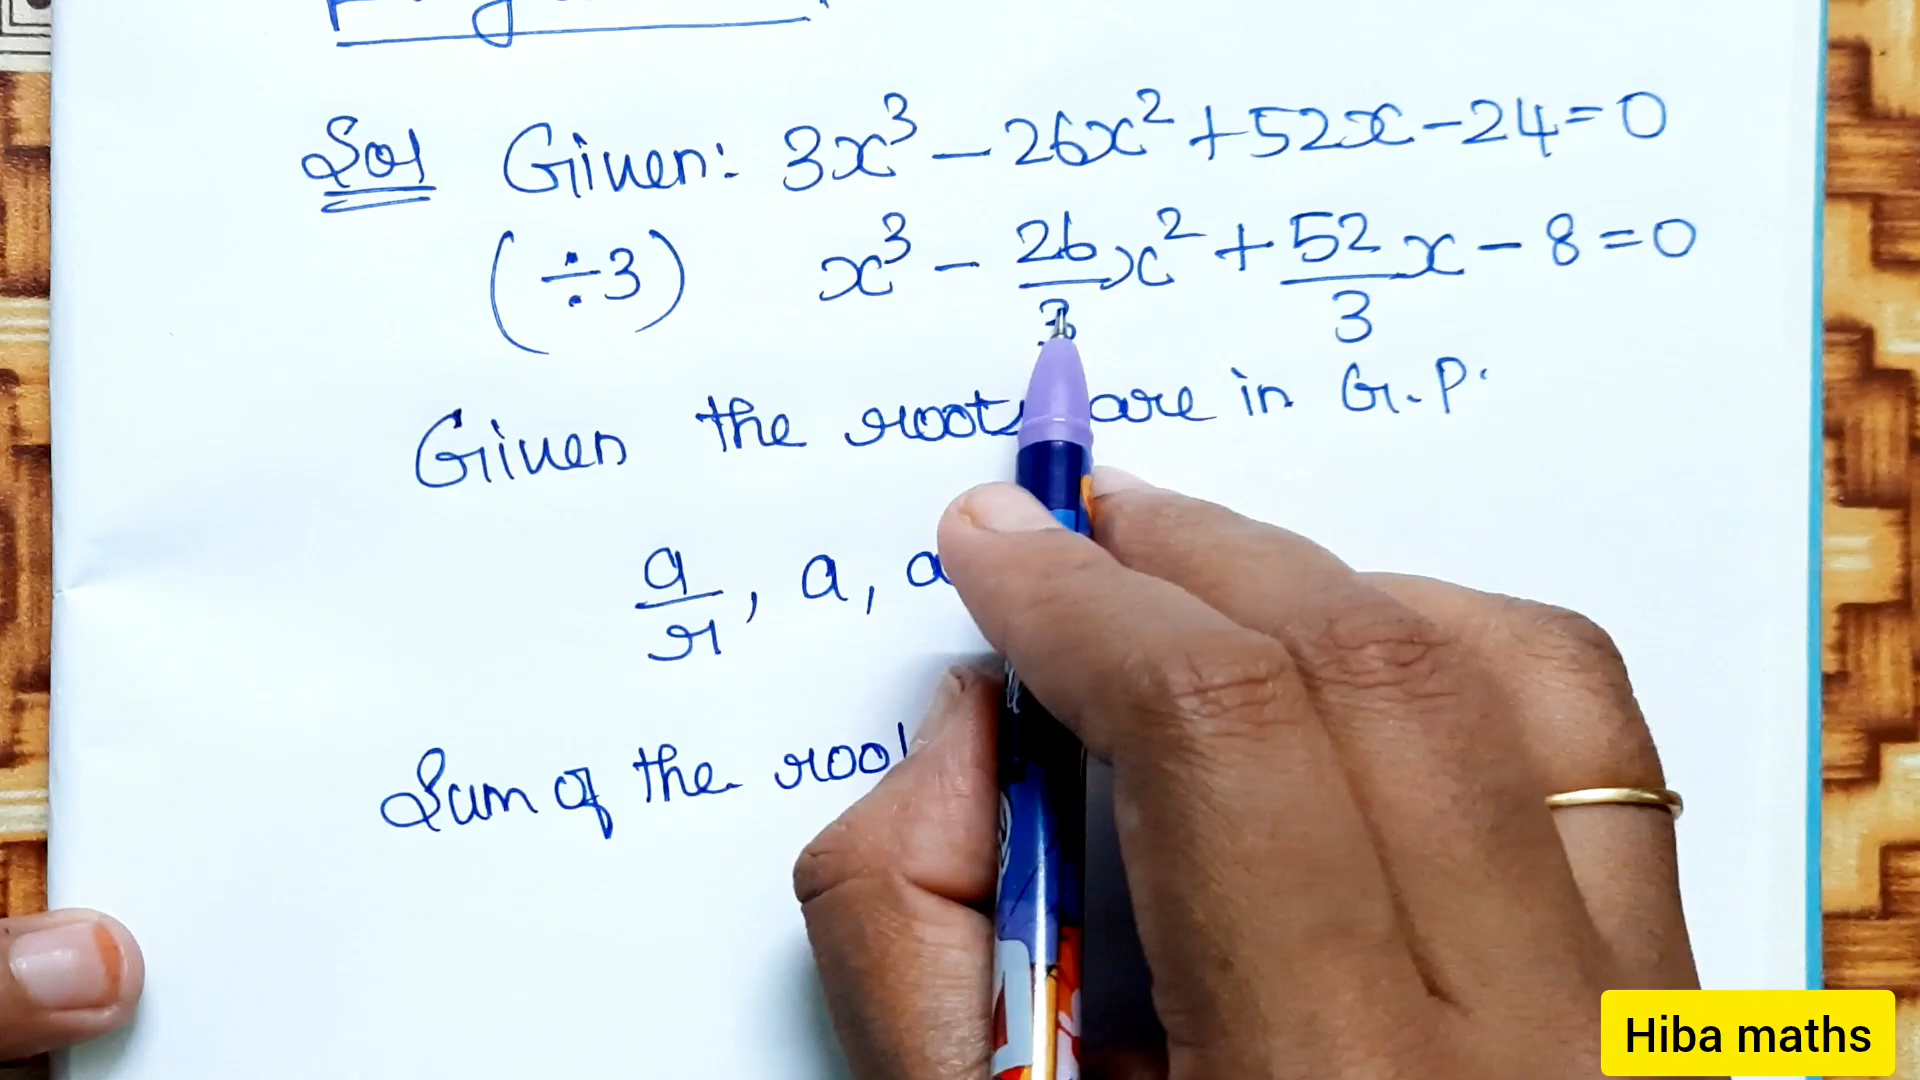 Sol Given: 3x³ - 26x² + 52x - 24 = 0
(÷3) x³ - 26/3 x² + 52/3 x - 8 = 0
Given the roots are in G.P.
a/r, a, a
Sum of the root
Hiba maths